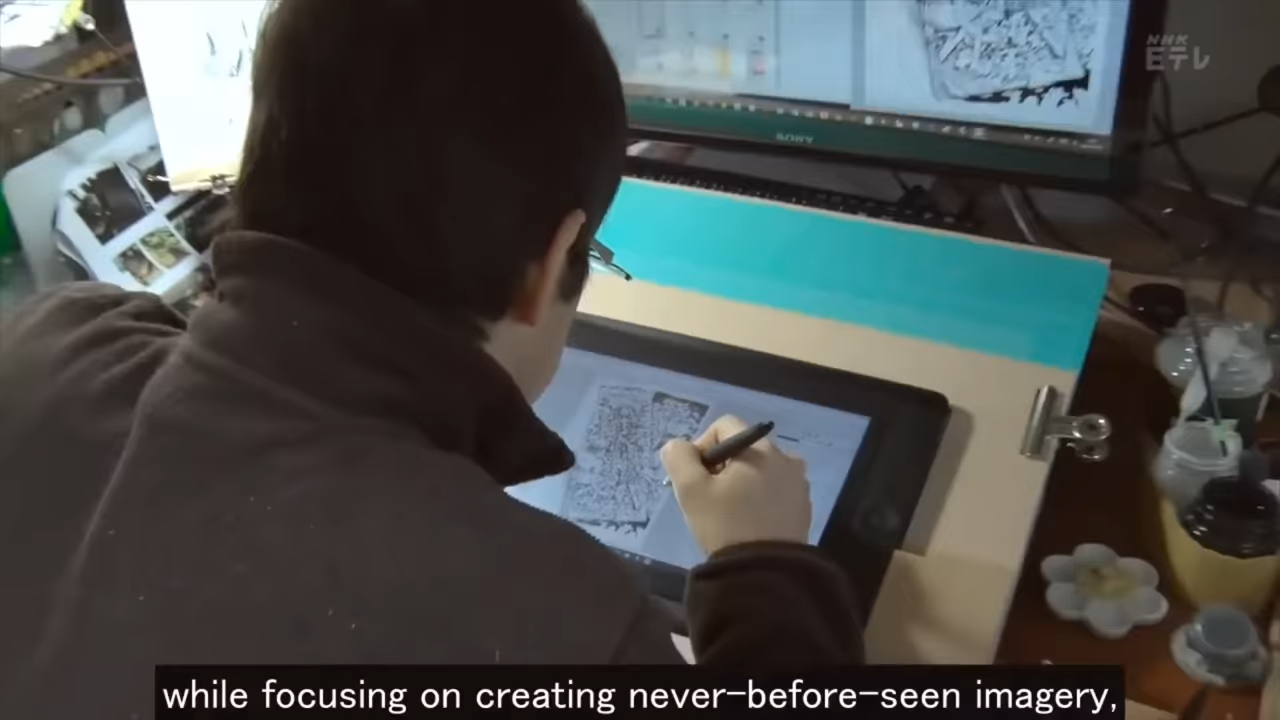 NHK
Eテレ
SONY
while focusing on creating never-before-seen imagery,